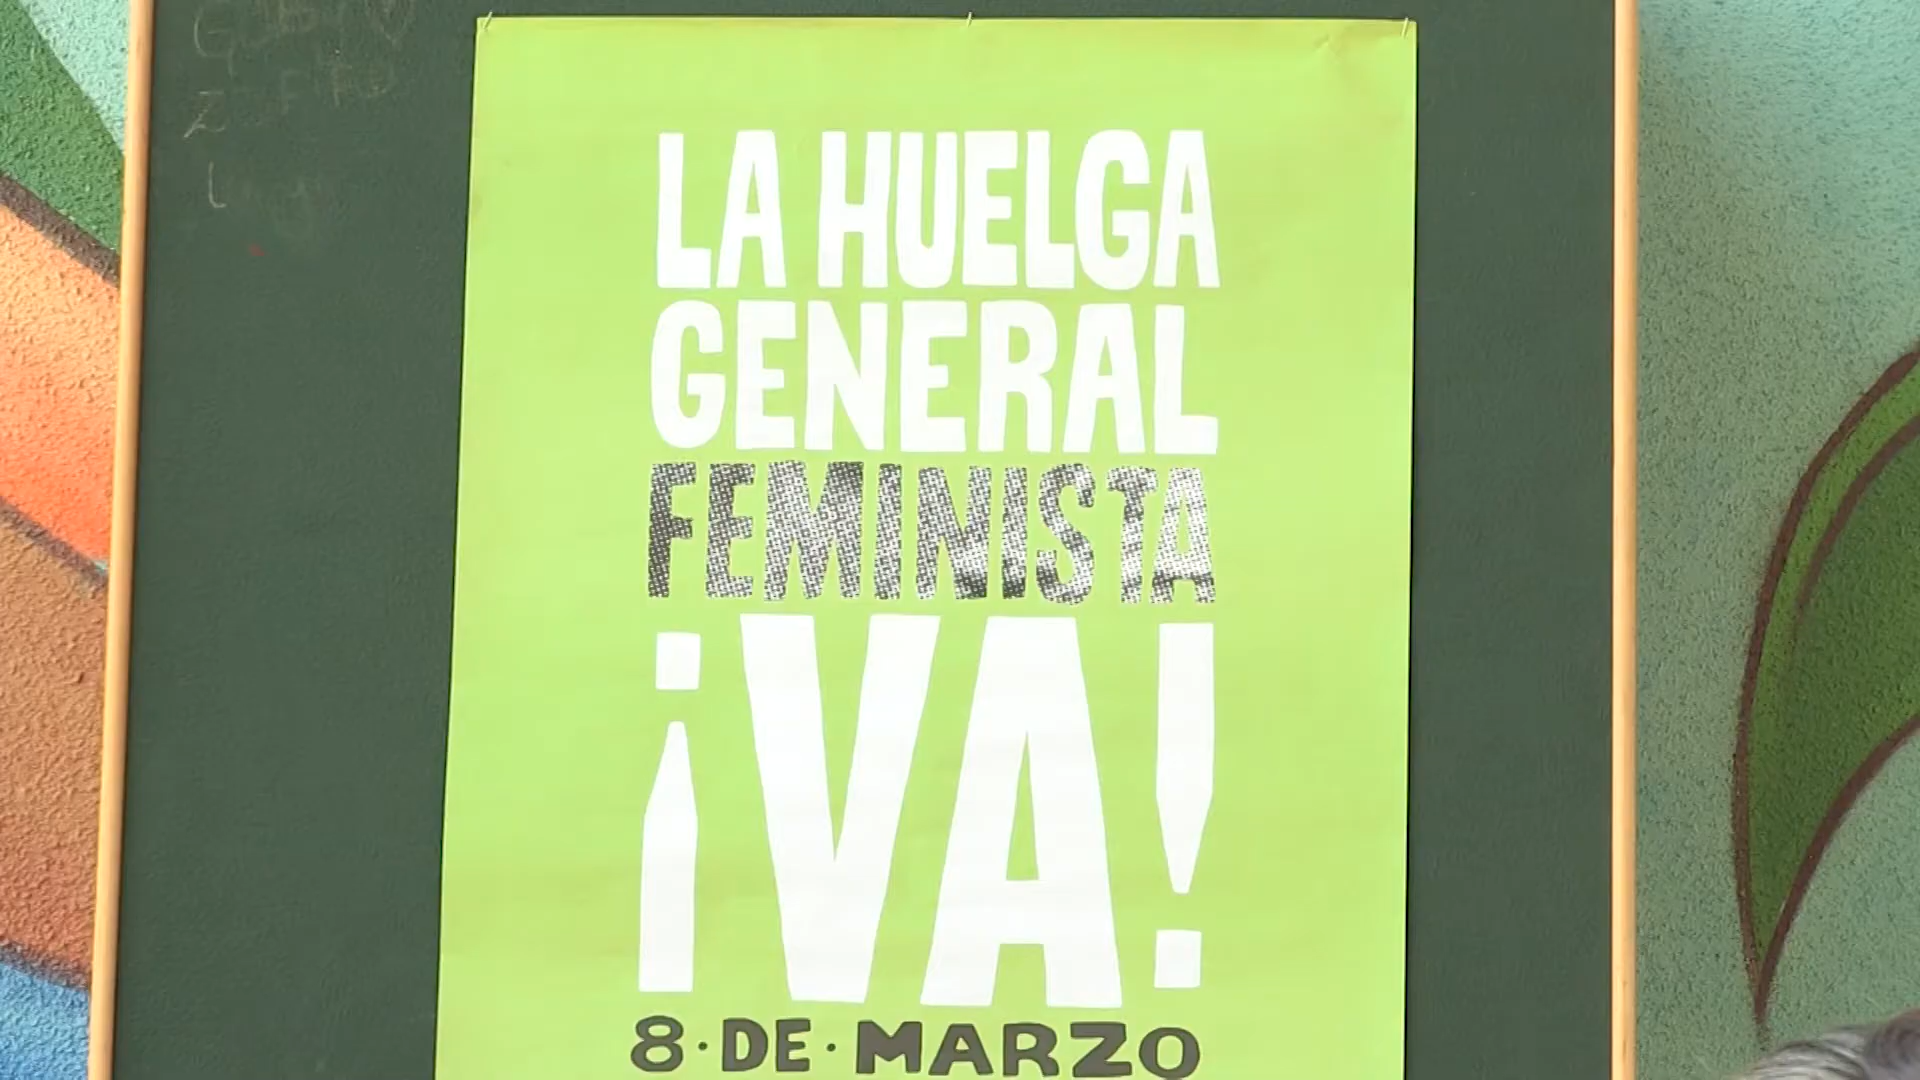 LA HUELGA
GENERAL
FEMINISTA
¡VA!
8·DE·MARZO